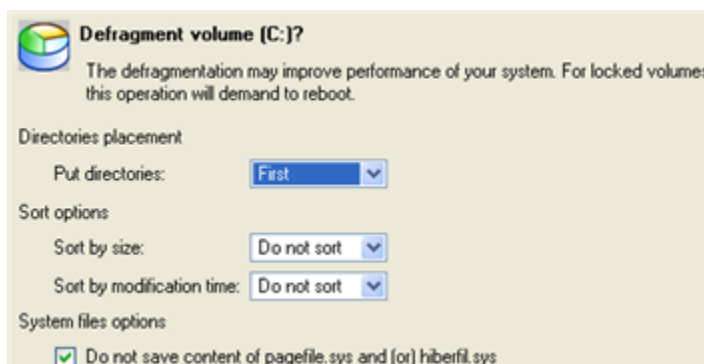 Defragment volume (C:)?
The defragmentation may improve performance of your system. For locked volumes
this operation will demand to reboot.
Directories placement
Put directories: First
Sort options
Sort by size: Do not sort
Sort by modification time: Do not sort
System files options
Do not save content of pagefile.sys and (or) hiberfil.sys